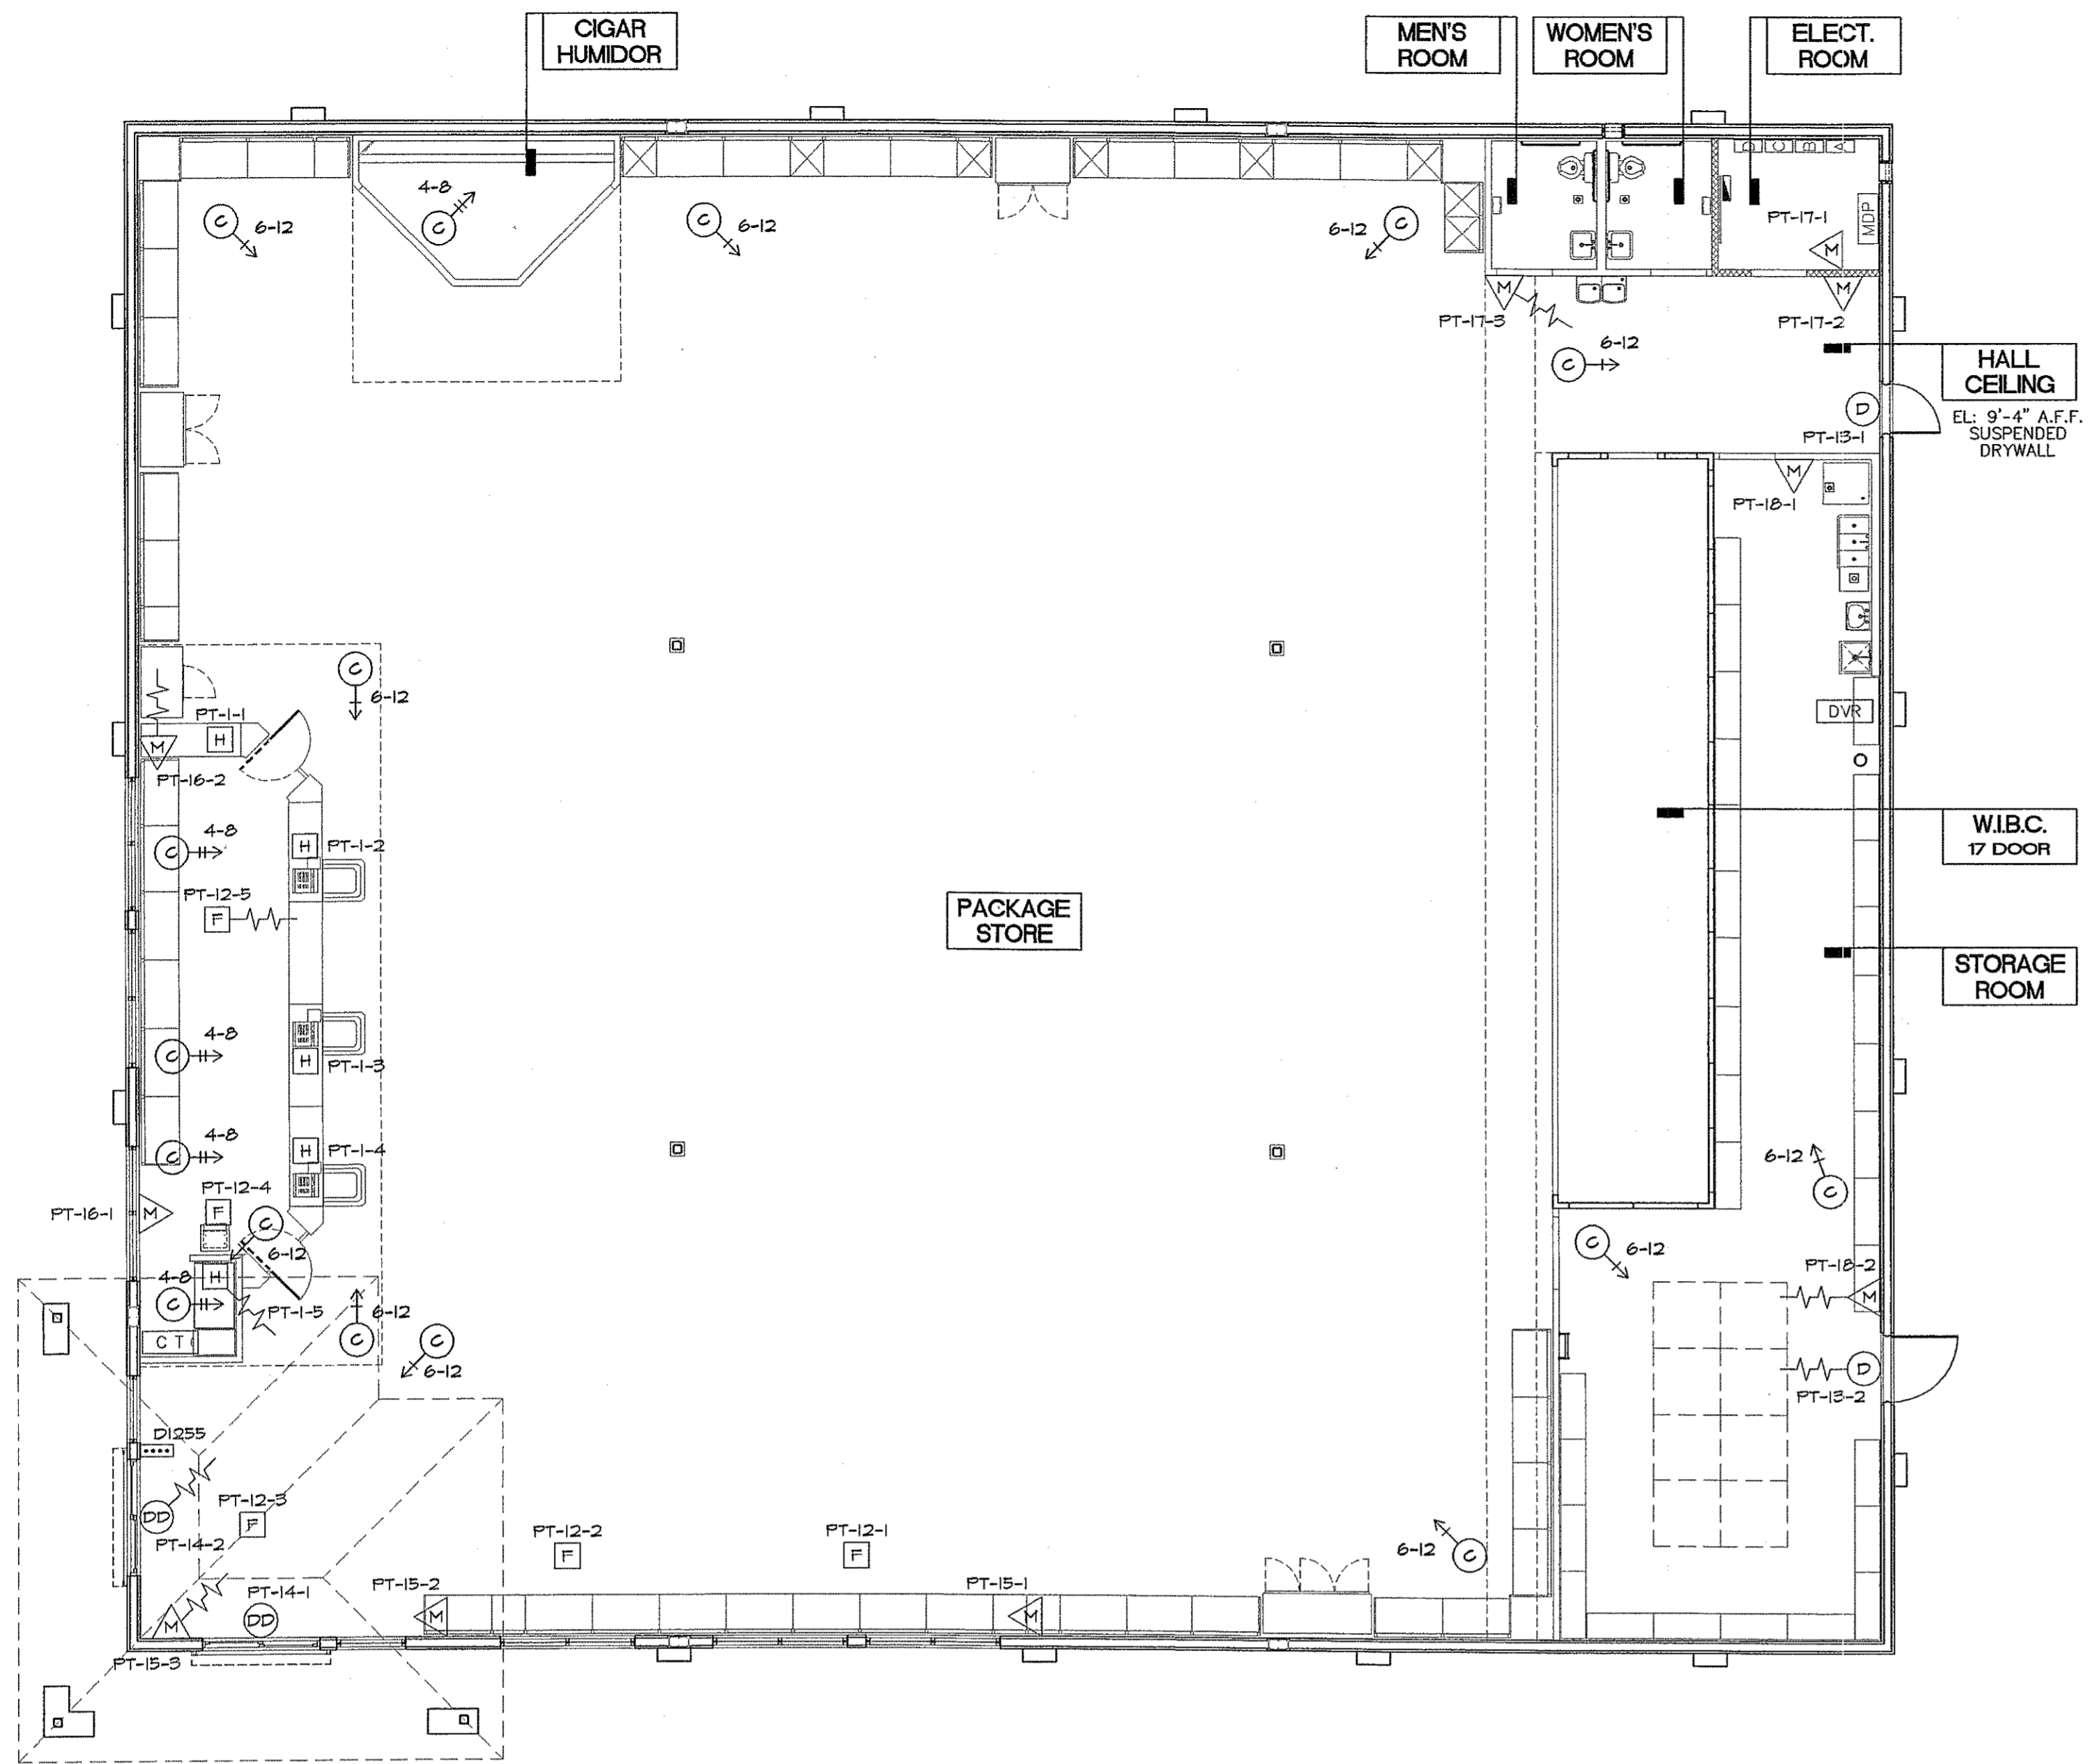 CIGAR
HUMIDOR
MEN'S
ROOM
WOMEN'S
ROOM
ELECT.
ROOM
D C B A
4-8
C
C
6-12
C
6-12
6-12
C
PT-17-1
MDP
M
M
PT-17-3
M
PT-17-2
6-12
C
HALL
CEILING
EL: 9'-4" A.F.F.
SUSPENDED
DRYWALL
D
PT-13-1
M
PT-18-1
C
6-12
PT-1-1
H
M
PT-16-2
DVR
4-8
C
H
PT-1-2
W.I.B.C.
17 DOOR
PT-12-5
F
PACKAGE
STORE
STORAGE
ROOM
4-8
C
H
PT-1-3
4-8
C
H
PT-1-4
6-12
C
PT-12-4
F
PT-16-1
M
C
6-12
C
6-12
4-8
H
C
PT-1-5
PT-18-2
M
6-12
C
C
6-12
CT
D
PT-13-2
D1255
DD
PT-14-2
PT-12-3
F
PT-12-2
F
PT-12-1
F
6-12
C
PT-14-1
DD
PT-15-2
M
PT-15-1
M
M
PT-15-3